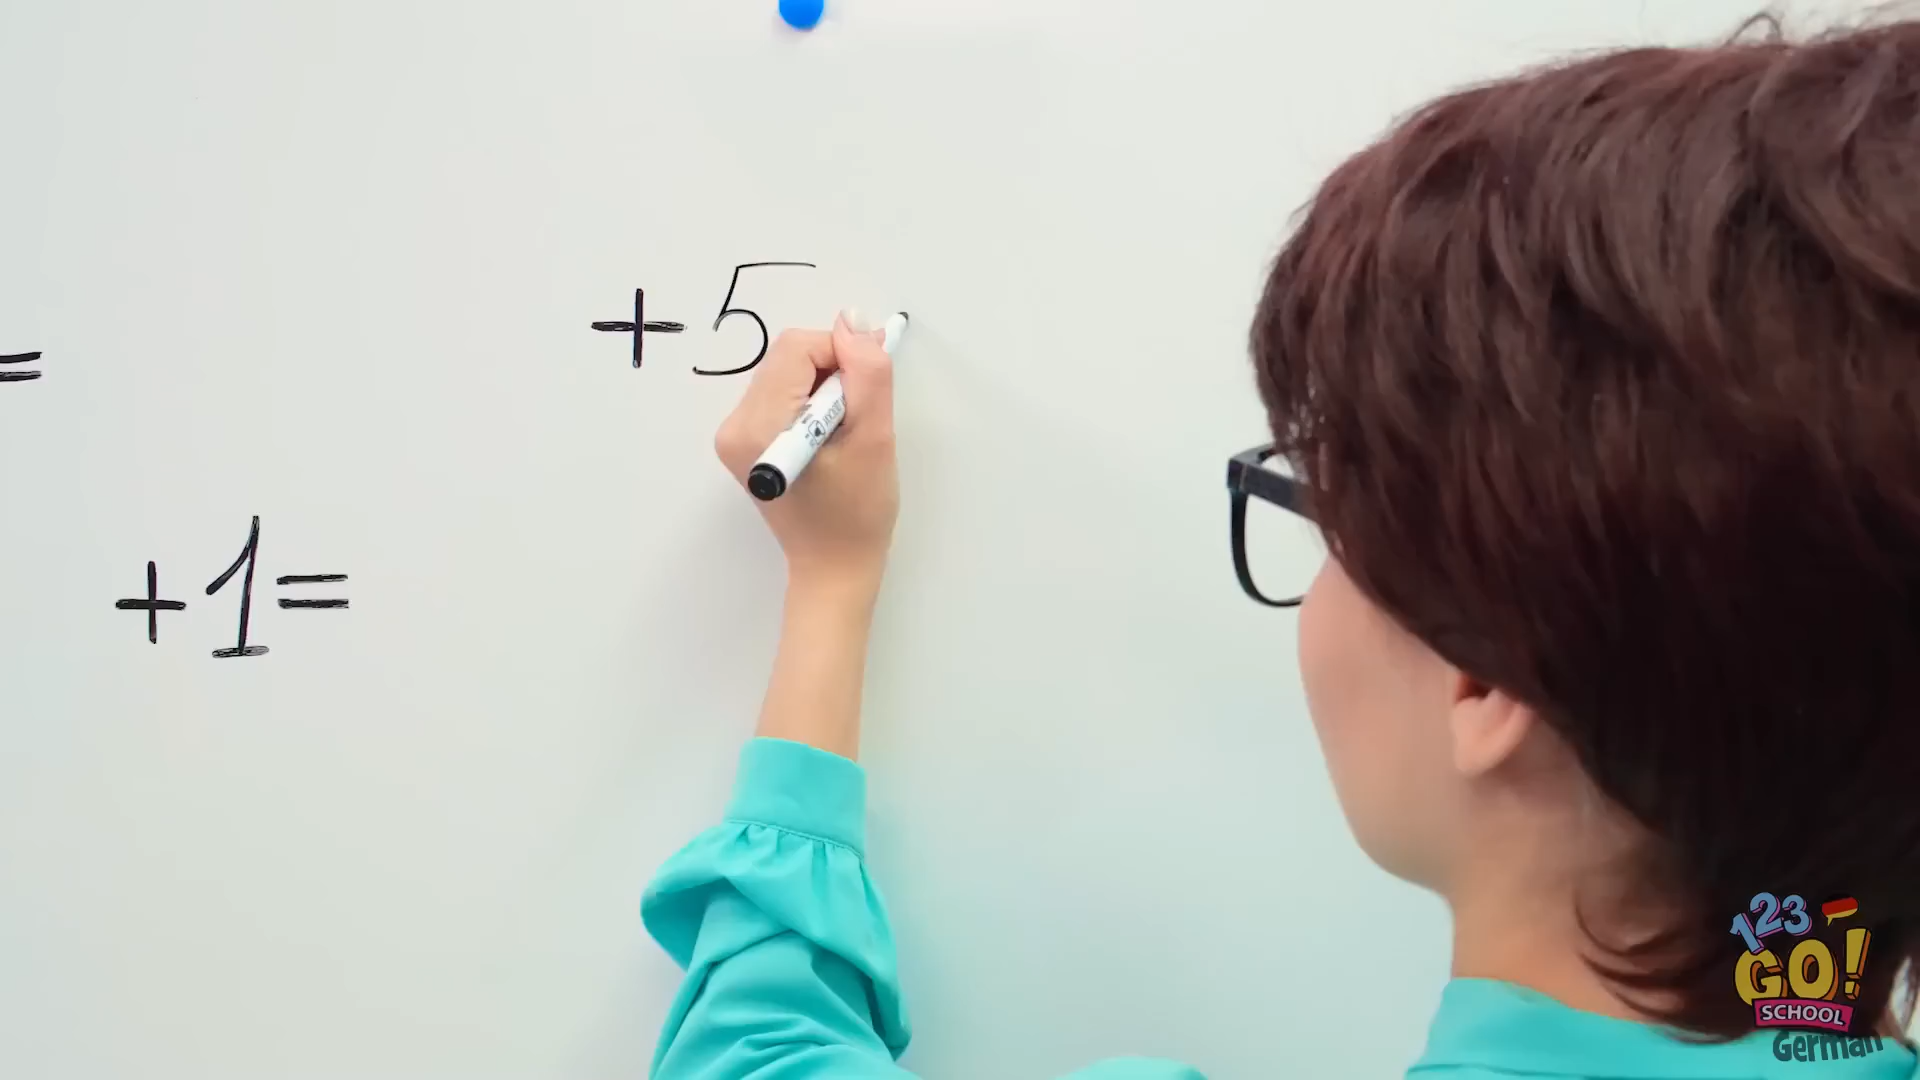 +5
=
+1=
123
GO!
SCHOOL
German